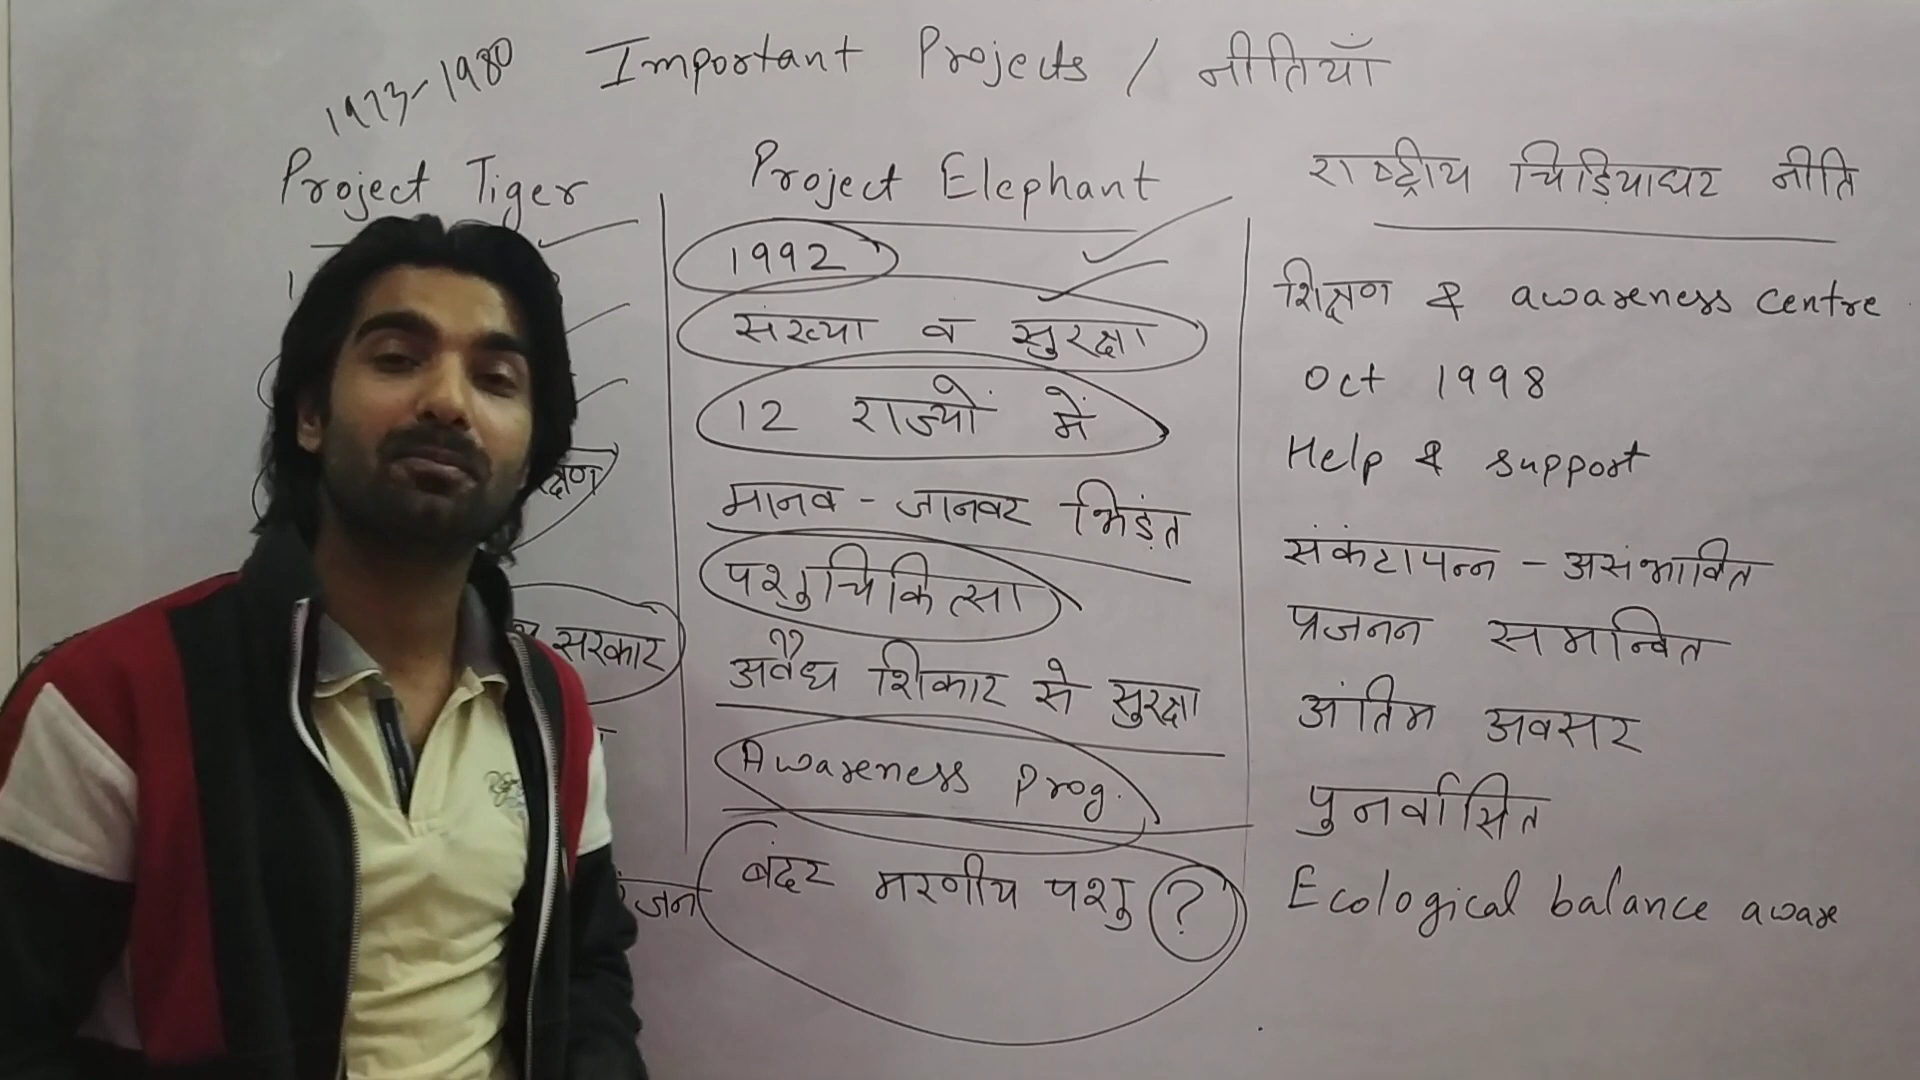 Important Projects / नीतियाँ
1973-1980
Project Tiger
क्षण
सरकार
Project Elephant
1992
संख्या व सुरक्षा
12 राज्यों में
मानव - जानवर भिड़ंत
पशुचिकित्सा
अवैध शिकार से सुरक्षा
Awareness Prog.
बंदर मरणीय पशु ?
राष्ट्रीय चिड़ियाघर नीति
शिक्षण & awareness centre
Oct 1998
Help & support
संकंटापन्न - असंभावित
प्रजनन समन्वित
अंतिम अवसर
पुनर्वासित
Ecological balance aware